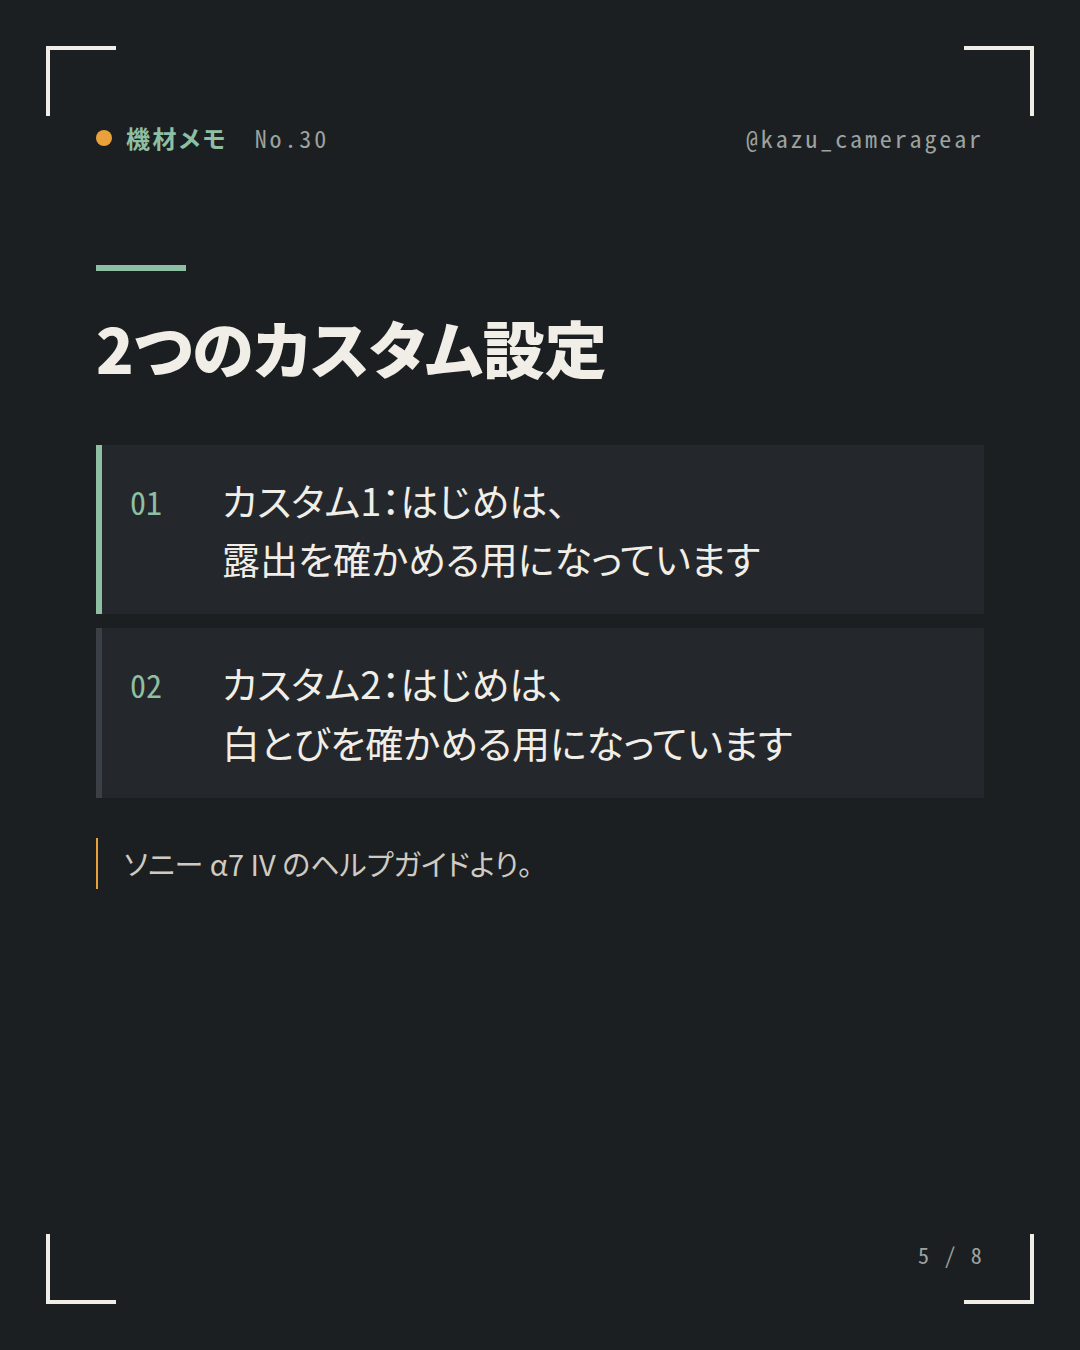 機材メモ No.30
@kazu_cameragear
2つのカスタム設定
01
カスタム1：はじめは、
露出を確かめる用になっています
02
カスタム2：はじめは、
白とびを確かめる用になっています
ソニー α7 IV のヘルプガイドより。
5 / 8